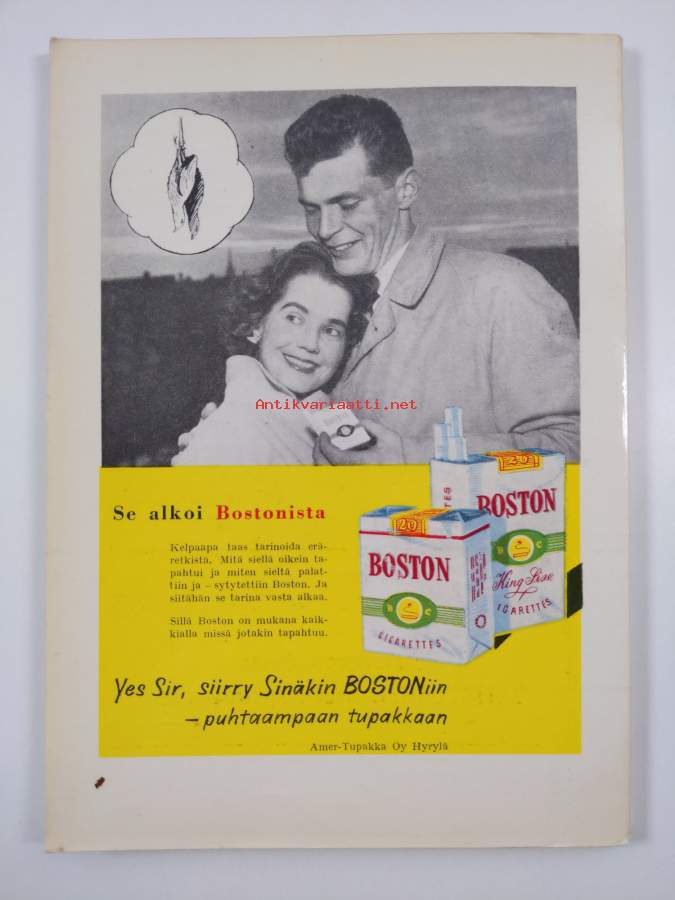 Antikvariaatti.net
Se alkoi Bostonista
Kelpaapa taas tarinoida erä-
retkistä. Mitä siellä oikein ta-
pahtui ja miten sieltä palat-
tiin ja - sytytettiin Boston. Ja
siitähän se tarina vasta alkaa.
Sillä Boston on mukana kaik-
kialla missä jotakin tapahtuu.
20
BOSTON
B C
CIGARETTES
20
BOSTON
B C
King Size
CIGARETTES
Yes Sir, siirry Sinäkin BOSTONiin
– puhtaampaan tupakkaan
Amer-Tupakka Oy Hyrylä